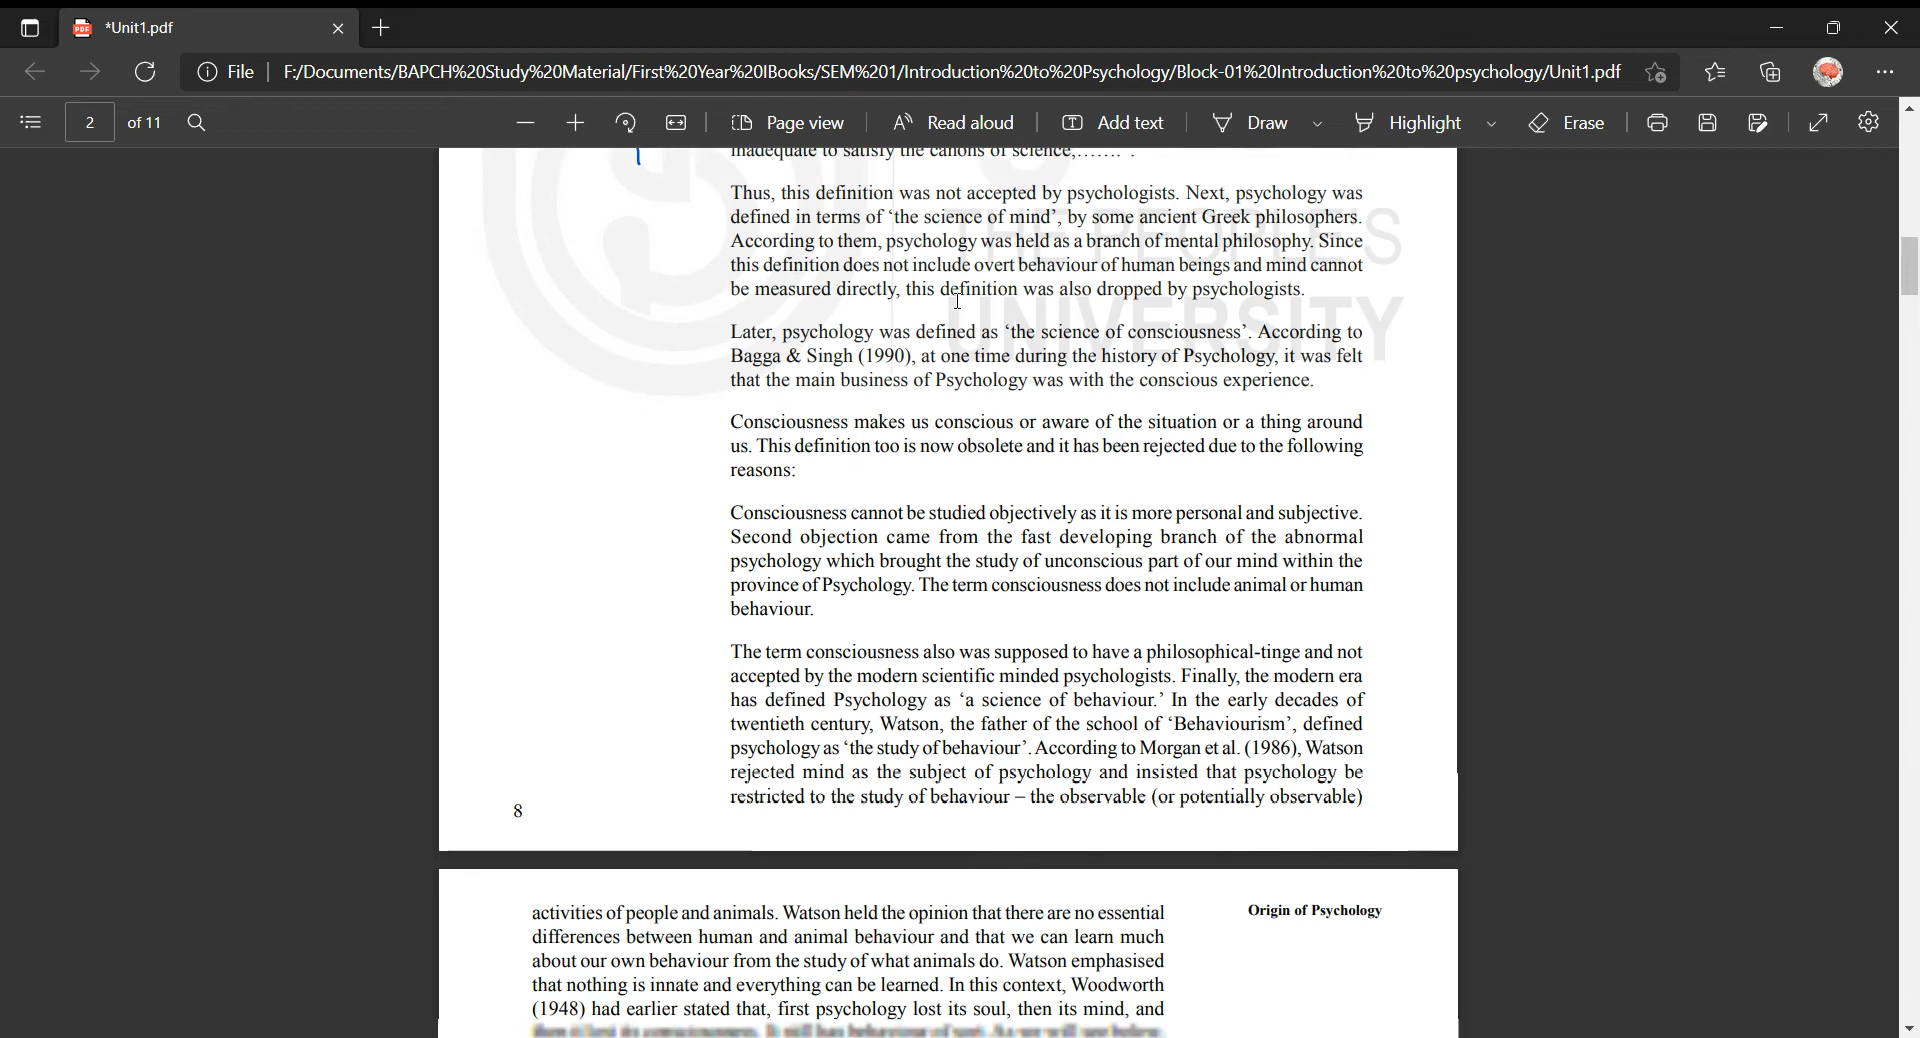 *Unit1.pdf
File
F:/Documents/BAPCH%20Study%20Material/First%20Year%20IBooks/SEM%201/Introduction%20to%20Psychology/Block-01%20Introduction%20to%20psychology/Unit1.pdf
2 of 11
Page view
Read aloud
Add text
Draw
Highlight
Erase
inadequate to satisfy the canons of science,…….'.
Thus, this definition was not accepted by psychologists. Next, psychology was
defined in terms of ‘the science of mind’, by some ancient Greek philosophers.
According to them, psychology was held as a branch of mental philosophy. Since
this definition does not include overt behaviour of human beings and mind cannot
be measured directly, this definition was also dropped by psychologists.
THE PEOPLE'S
UNIVERSITY
Later, psychology was defined as ‘the science of consciousness’. According to
Bagga & Singh (1990), at one time during the history of Psychology, it was felt
that the main business of Psychology was with the conscious experience.
Consciousness makes us conscious or aware of the situation or a thing around
us. This definition too is now obsolete and it has been rejected due to the following
reasons:
Consciousness cannot be studied objectively as it is more personal and subjective.
Second objection came from the fast developing branch of the abnormal
psychology which brought the study of unconscious part of our mind within the
province of Psychology. The term consciousness does not include animal or human
behaviour.
The term consciousness also was supposed to have a philosophical-tinge and not
accepted by the modern scientific minded psychologists. Finally, the modern era
has defined Psychology as ‘a science of behaviour.’ In the early decades of
twentieth century, Watson, the father of the school of ‘Behaviourism’, defined
psychology as ‘the study of behaviour’. According to Morgan et al. (1986), Watson
rejected mind as the subject of psychology and insisted that psychology be
restricted to the study of behaviour – the observable (or potentially observable)
8
Origin of Psychology
activities of people and animals. Watson held the opinion that there are no essential
differences between human and animal behaviour and that we can learn much
about our own behaviour from the study of what animals do. Watson emphasised
that nothing is innate and everything can be learned. In this context, Woodworth
(1948) had earlier stated that, first psychology lost its soul, then its mind, and